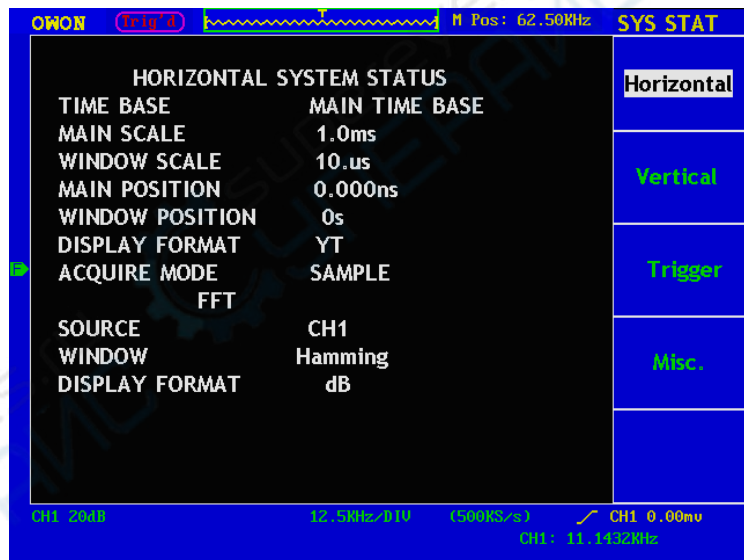 OWON Trig'd T M Pos: 62.50KHz SYS STAT
HORIZONTAL SYSTEM STATUS
TIME BASE MAIN TIME BASE
MAIN SCALE 1.0ms
WINDOW SCALE 10.us
MAIN POSITION 0.000ns
WINDOW POSITION 0s
DISPLAY FORMAT YT
ACQUIRE MODE SAMPLE
FFT
SOURCE CH1
WINDOW Hamming
DISPLAY FORMAT dB
Horizontal
Vertical
F
Trigger
Misc.
CH1 20dB 12.5KHz/DIV (500KS/s) CH1 0.00mv
CH1: 11.1432KHz